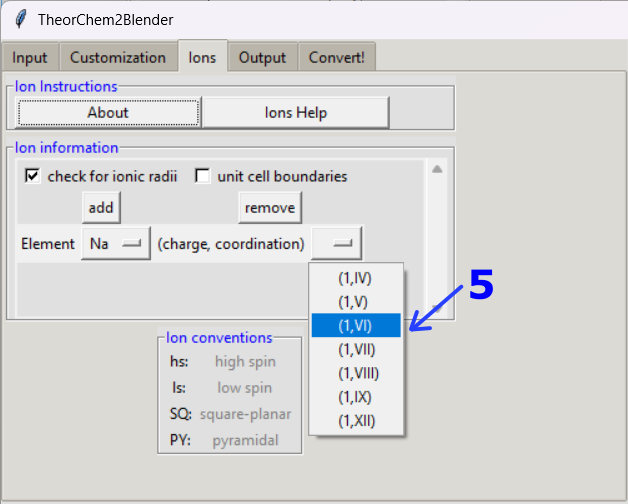 TheorChem2Blender
Input Customization Ions Output Convert!
Ion Instructions
About Ions Help
Ion information
check for ionic radii unit cell boundaries
add remove
Element Na (charge, coordination)
(1,IV)
(1,V)
(1,VI)
(1,VII)
(1,VIII)
(1,IX)
(1,XII)
5
Ion conventions
hs: high spin
ls: low spin
SQ: square-planar
PY: pyramidal